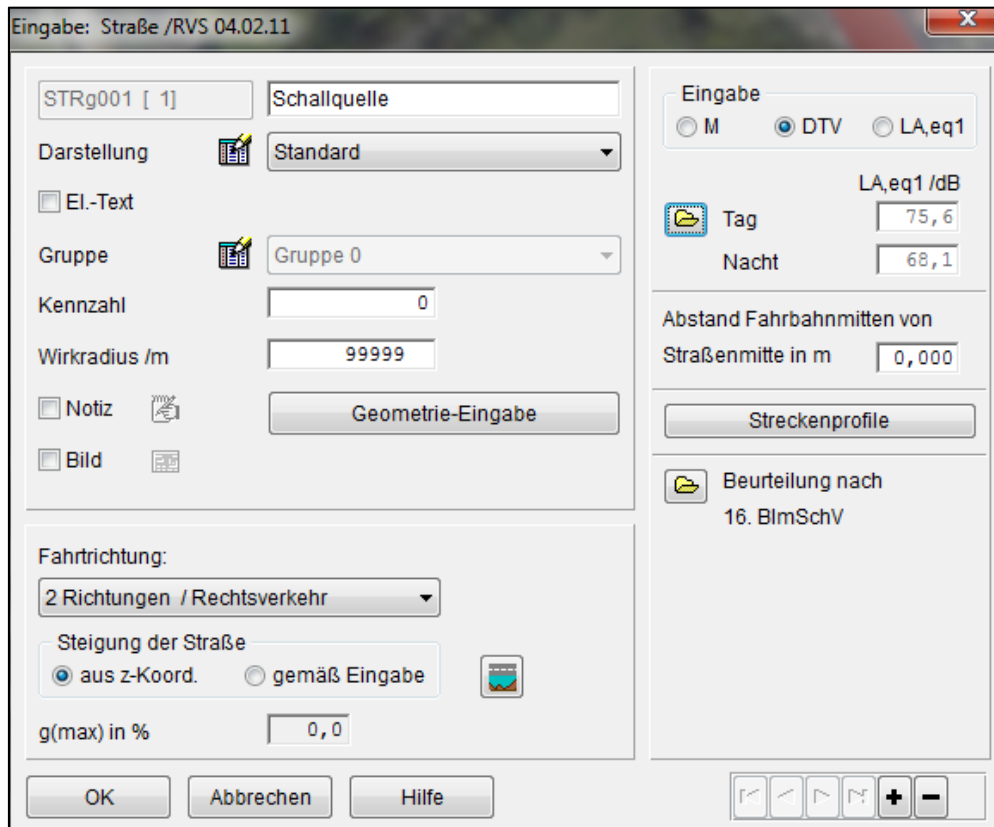 Eingabe: Straße /RVS 04.02.11
x
STRg001 [ 1]
Schallquelle
Darstellung
Standard
El.-Text
Gruppe
Gruppe 0
Kennzahl
0
Wirkradius /m
99999
Notiz
Geometrie-Eingabe
Bild
Fahrtrichtung:
2 Richtungen / Rechtsverkehr
Steigung der Straße
aus z-Koord.
gemäß Eingabe
g(max) in %
0,0
Eingabe
M
DTV
LA,eq1
LA,eq1 /dB
Tag
75,6
Nacht
68,1
Abstand Fahrbahnmitten von
Straßenmitte in m
0,000
Streckenprofile
Beurteilung nach
16. BImSchV
OK
Abbrechen
Hilfe